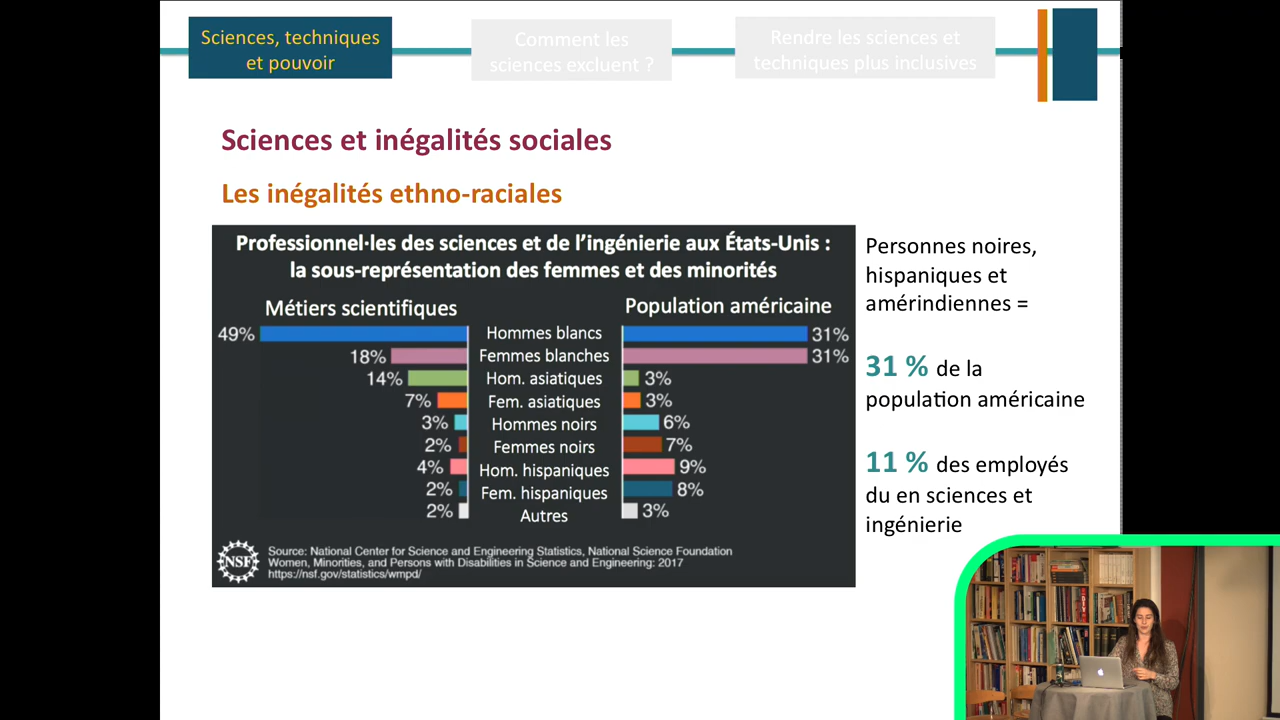 Sciences, techniques
et pouvoir
Comment les
sciences excluent ?
Rendre les sciences et
techniques plus inclusives
Sciences et inégalités sociales
Les inégalités ethno-raciales
Professionnel·les des sciences et de l'ingénierie aux États-Unis :
la sous-représentation des femmes et des minorités
Métiers scientifiques
Population américaine
49% Hommes blancs 31%
18% Femmes blanches 31%
14% Hom. asiatiques 3%
7% Fem. asiatiques 3%
3% Hommes noirs 6%
2% Femmes noirs 7%
4% Hom. hispaniques 9%
2% Fem. hispaniques 8%
2% Autres 3%
NSF
Source: National Center for Science and Engineering Statistics, National Science Foundation
Women, Minorities, and Persons with Disabilities in Science and Engineering: 2017
https://nsf.gov/statistics/wmpd/
Personnes noires,
hispaniques et
amérindiennes =
31 % de la
population américaine
11 % des employés
du en sciences et
ingénierie